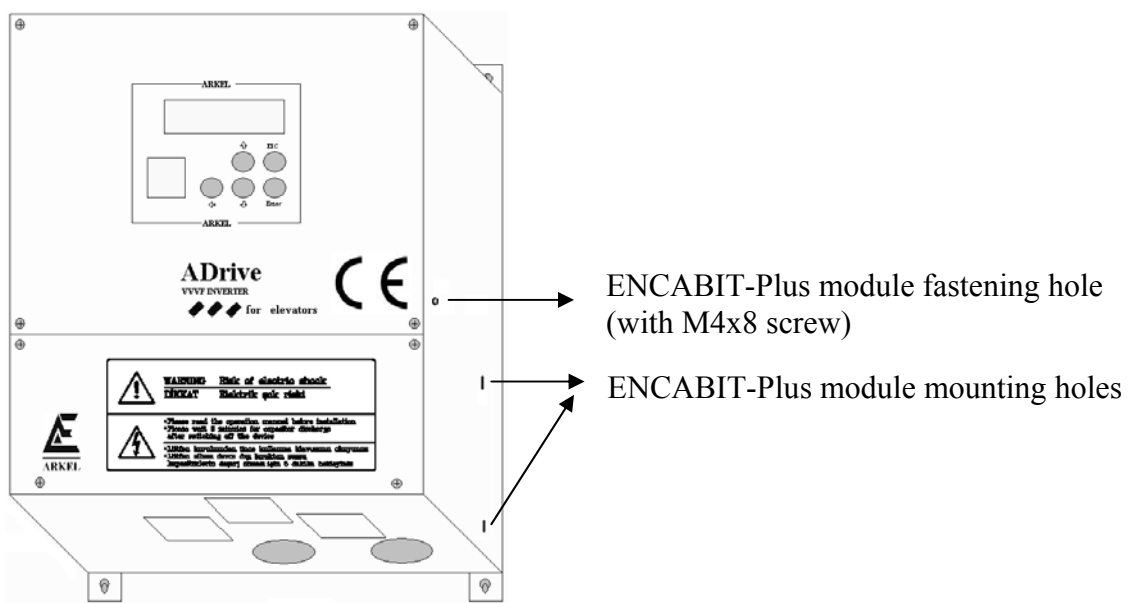 ARKEL
ESC
Enter
ARKEL
ADrive
VVVF INVERTER
for elevators
CE
ENCABIT-Plus module fastening hole
(with M4x8 screw)
ENCABIT-Plus module mounting holes
WARNING Risk of electric shock
DİKKAT Elektrik şok riski
•Please read the operation manual before installation
•Please wait minutes for capacitor discharge
after switching off the device
ARKEL